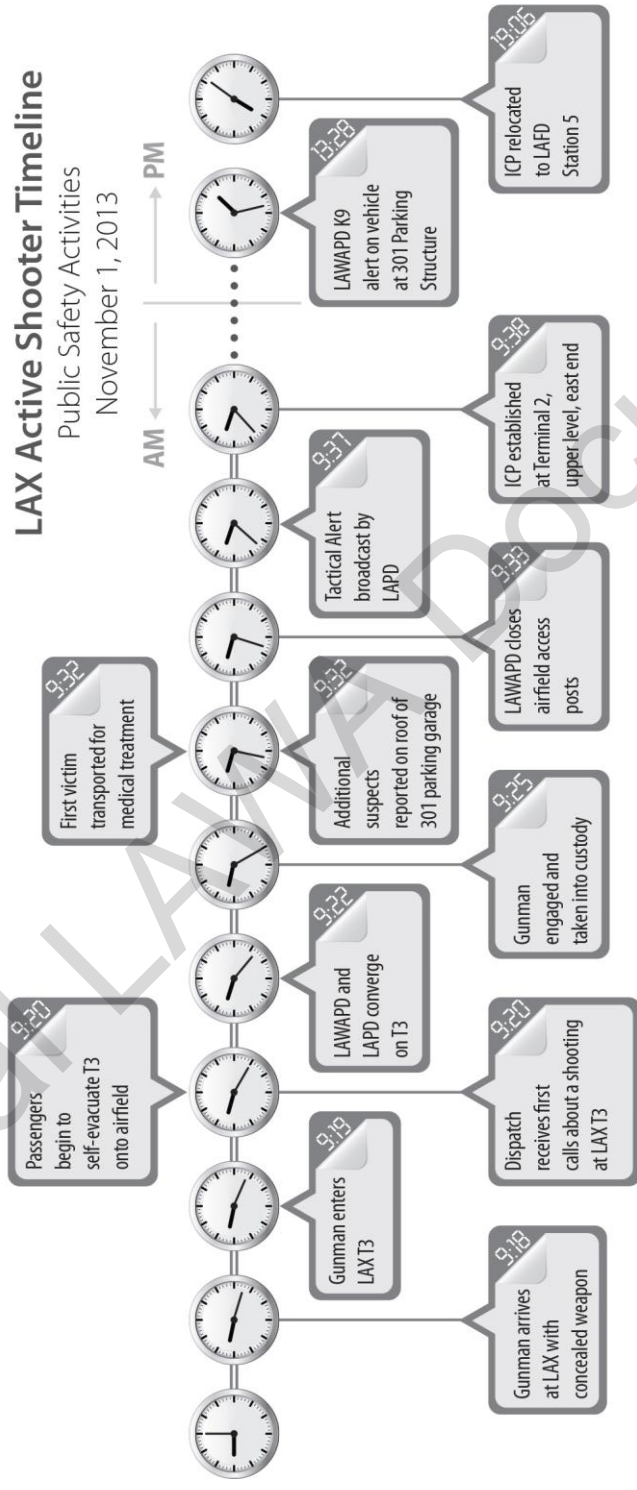 LAX Active Shooter Timeline
Public Safety Activities
November 1, 2013
AM
PM
9:18
Gunman arrives
at LAX with
concealed weapon
9:19
Gunman enters
LAX T3
9:20
Passengers
begin to
self-evacuate T3
onto airfield
9:20
Dispatch
receives first
calls about a shooting
at LAX T3
9:22
LAWAPD and
LAPD converge
on T3
9:25
Gunman
engaged and
taken into custody
9:32
First victim
transported for
medical treatment
9:32
Additional
suspects
reported on roof of
301 parking garage
9:33
LAWAPD closes
airfield access
posts
9:37
Tactical Alert
broadcast by
LAPD
9:38
ICP established
at Terminal 2,
upper level, east end
13:28
LAWAPD K9
alert on vehicle
at 301 Parking
Structure
19:06
ICP relocated
to LAFD
Station 5
LAWA Doc